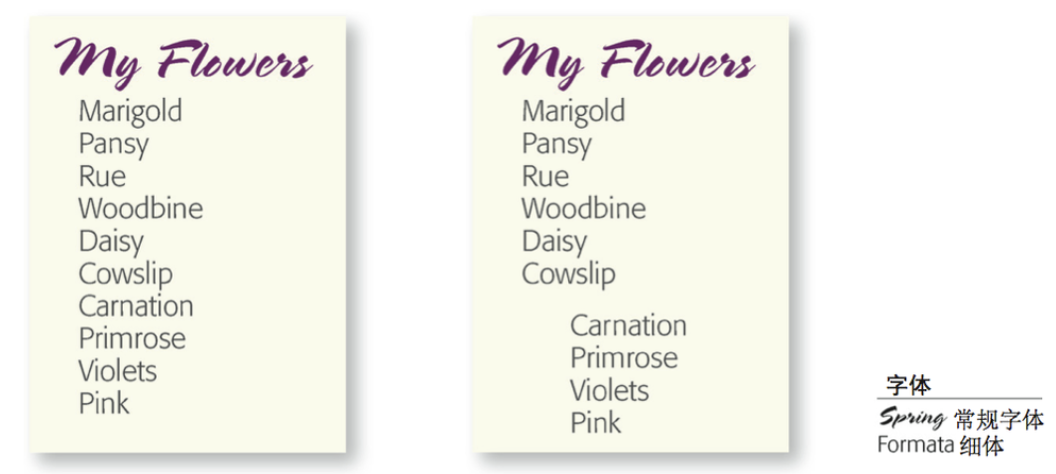 My Flowers
Marigold
Pansy
Rue
Woodbine
Daisy
Cowslip
Carnation
Primrose
Violets
Pink
My Flowers
Marigold
Pansy
Rue
Woodbine
Daisy
Cowslip
Carnation
Primrose
Violets
Pink
字体
Spring 常规字体
Formata 细体